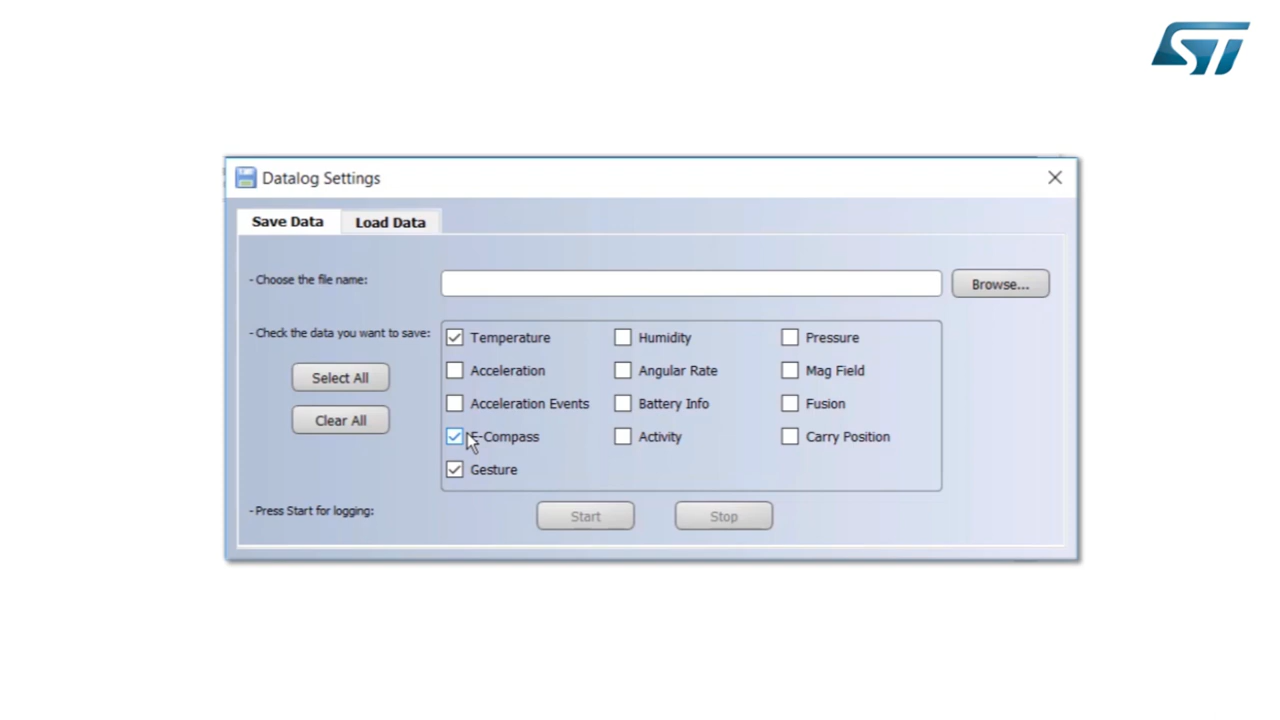 ST
Datalog Settings
Save Data Load Data
- Choose the file name: Browse...
- Check the data you want to save: Temperature Humidity Pressure
Select All Acceleration Angular Rate Mag Field
Acceleration Events Battery Info Fusion
Clear All E-Compass Activity Carry Position
Gesture
- Press Start for logging: Start Stop